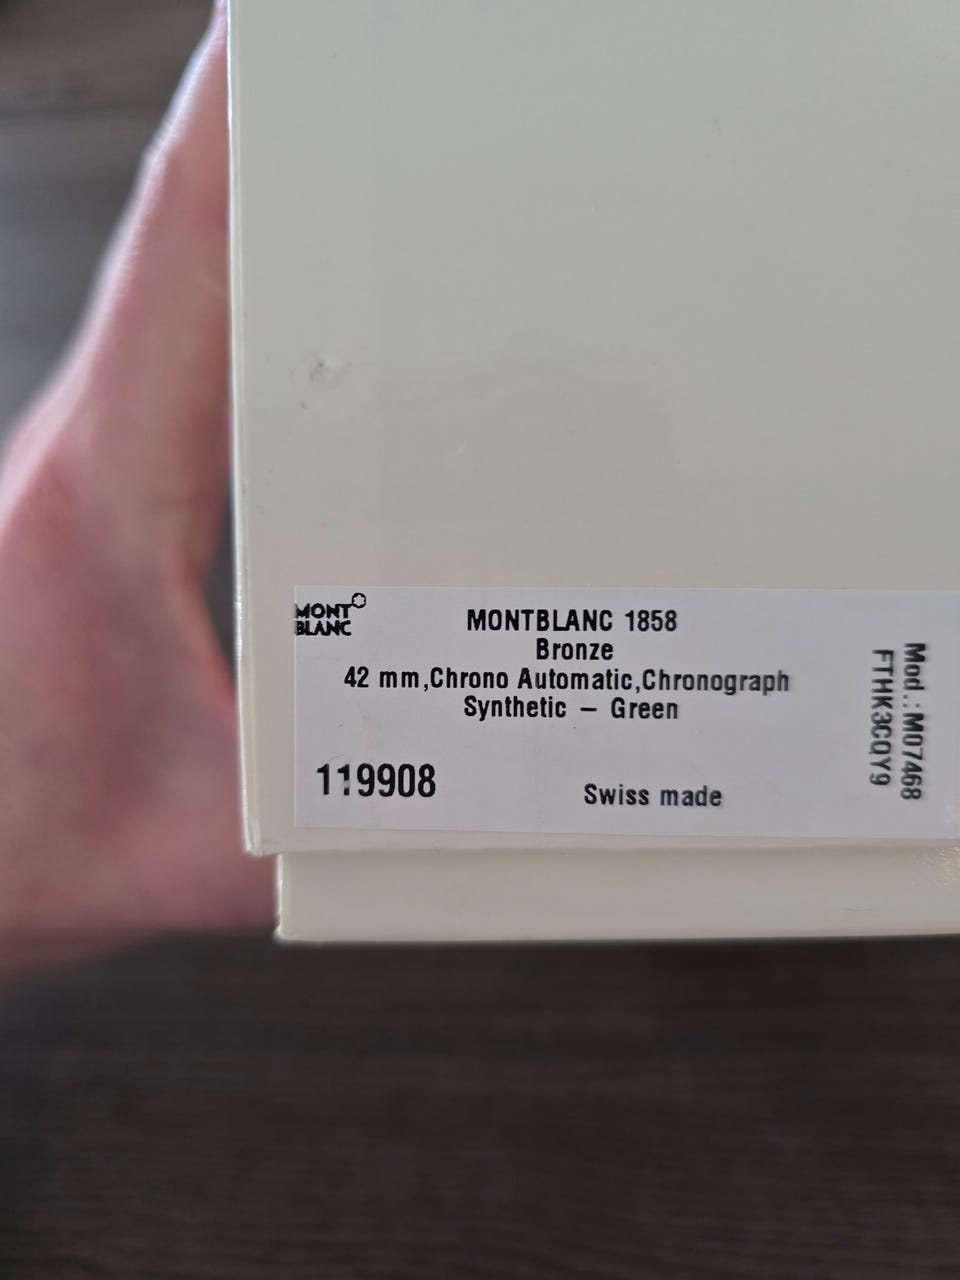 MONT
BLANC
MONTBLANC 1858
Bronze
42 mm,Chrono Automatic,Chronograph
Synthetic – Green
119908
Swiss made
Mod.: M07468
FTHK3CQY9